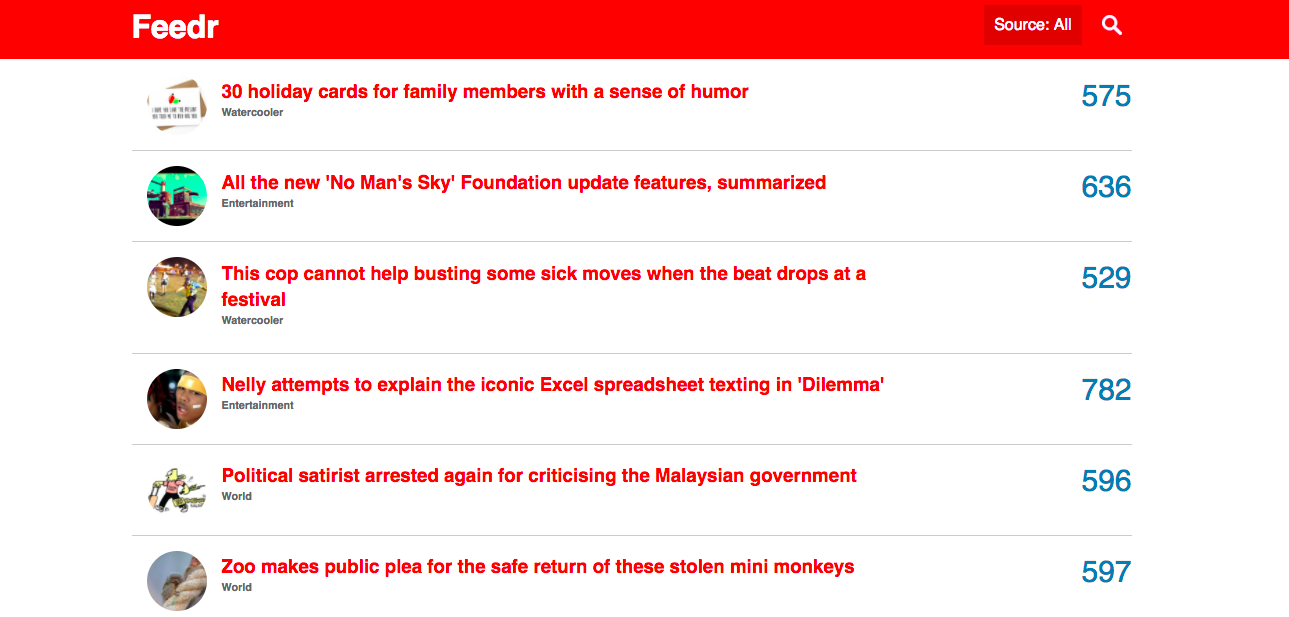 Feedr
Source: All
30 holiday cards for family members with a sense of humor
575
Watercooler
All the new 'No Man's Sky' Foundation update features, summarized
636
Entertainment
This cop cannot help busting some sick moves when the beat drops at a
festival
529
Watercooler
Nelly attempts to explain the iconic Excel spreadsheet texting in 'Dilemma'
782
Entertainment
Political satirist arrested again for criticising the Malaysian government
596
World
Zoo makes public plea for the safe return of these stolen mini monkeys
597
World